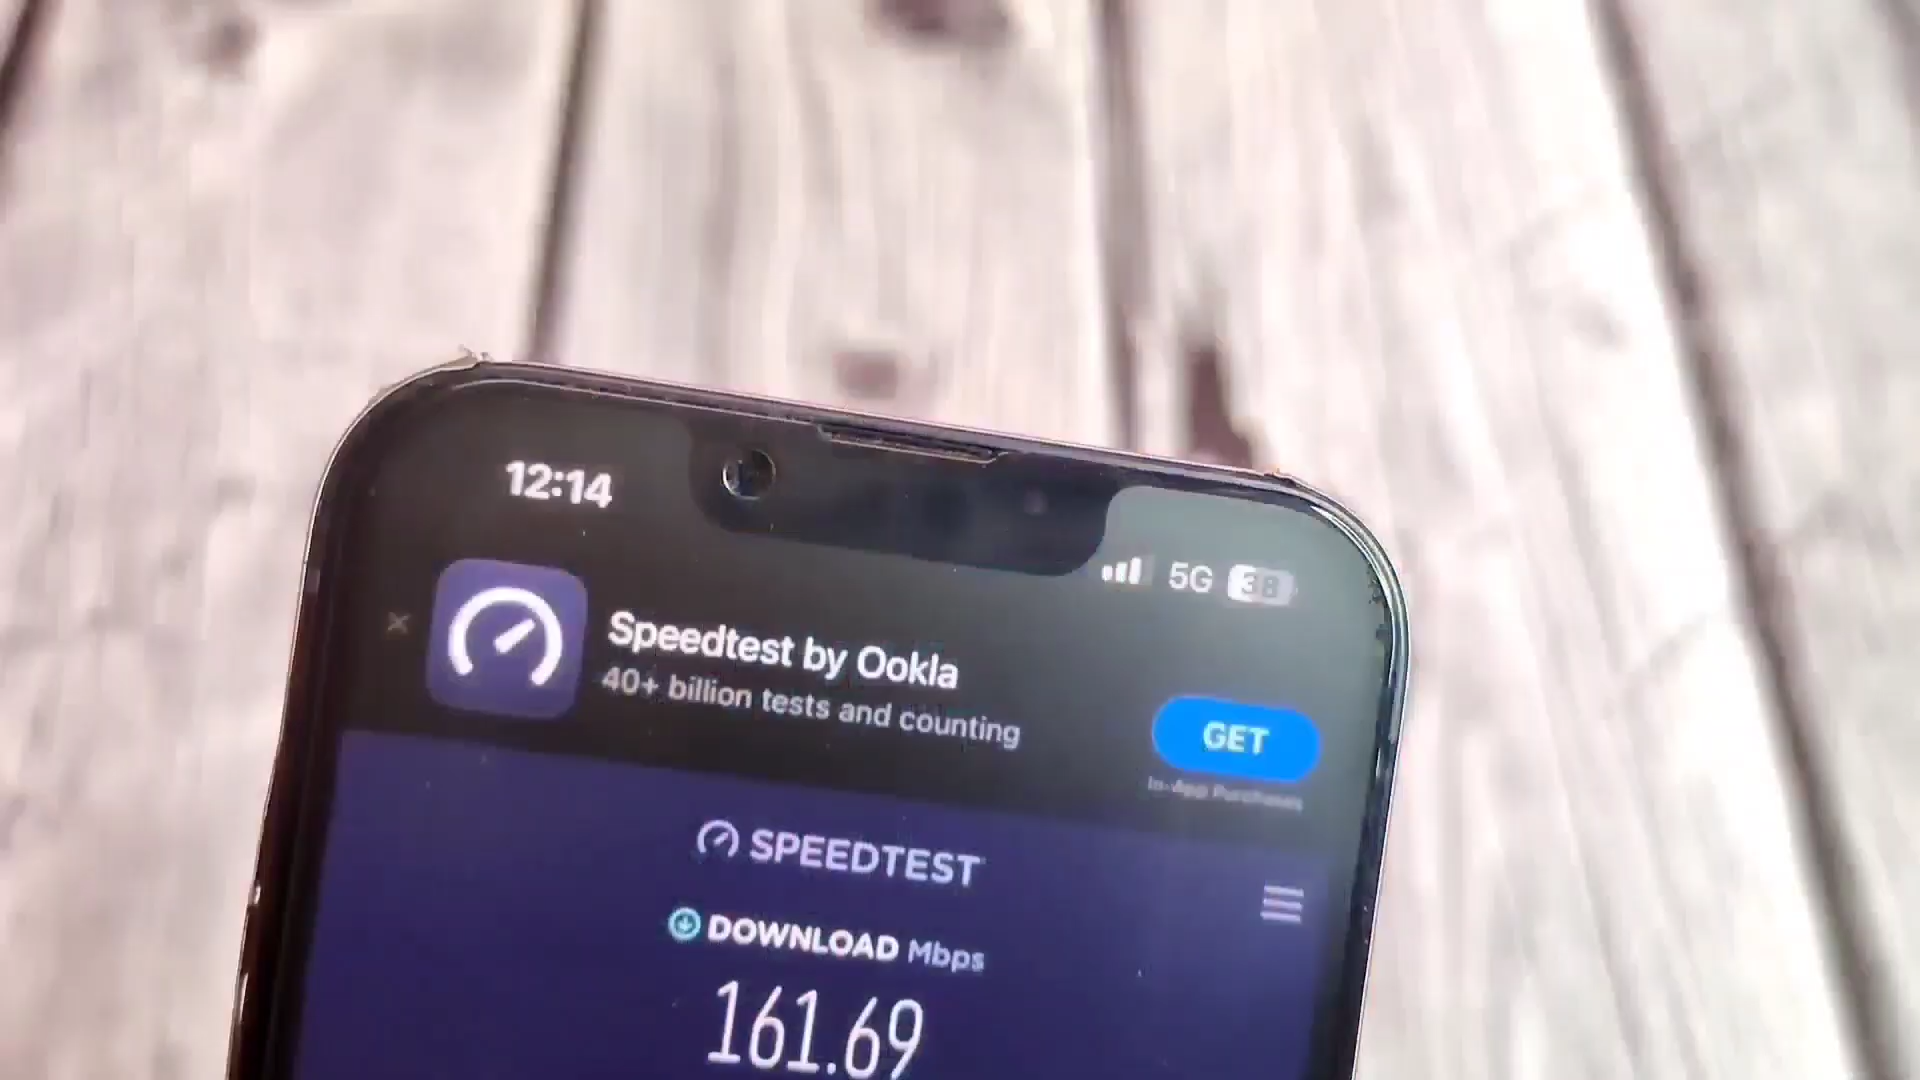 12:14
5G 38
Speedtest by Ookla
40+ billion tests and counting
GET
In-App Purchases
SPEEDTEST
DOWNLOAD Mbps
161.69